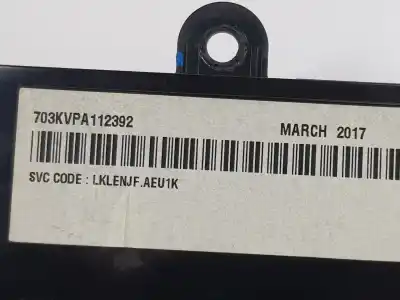 703KVPA112392 MARCH 2017
SVC CODE : LKLENJF.AEU1K